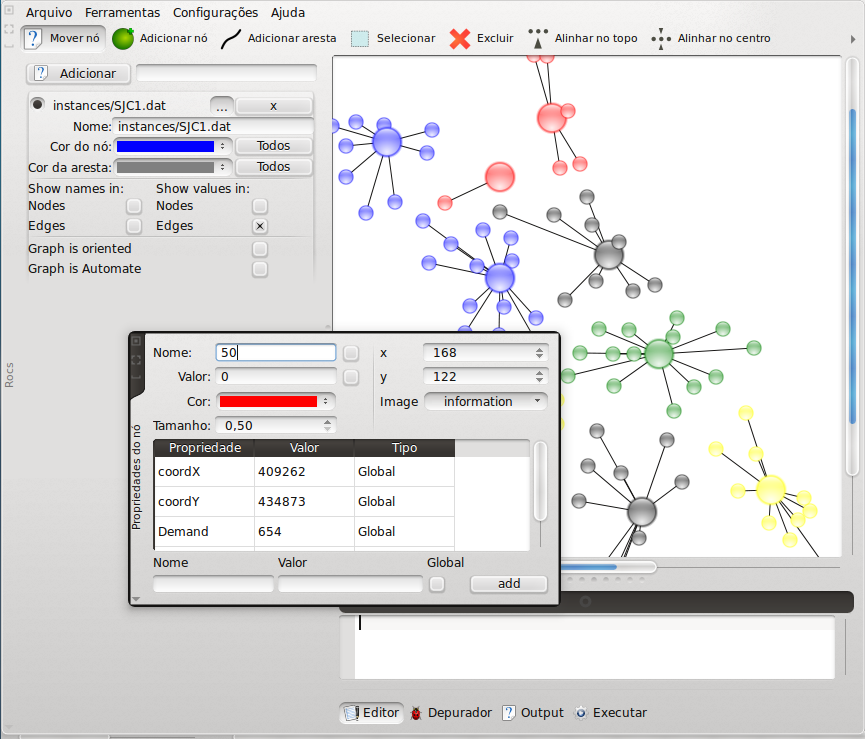 Arquivo Ferramentas Configurações Ajuda
Mover nó Adicionar nó Adicionar aresta Selecionar Excluir Alinhar no topo Alinhar no centro
Adicionar
instances/SJC1.dat ... x
Nome: instances/SJC1.dat
Cor do nó: Todos
Cor da aresta: Todos
Show names in: Show values in:
Nodes Nodes
Edges Edges
Graph is oriented
Graph is Automate
Rocs
Propriedades do nó
Nome: 50 x 168
Valor: 0 y 122
Cor: Image information
Tamanho: 0,50
Propriedade Valor Tipo
coordX 409262 Global
coordY 434873 Global
Demand 654 Global
Nome Valor Global
add
Editor Depurador Output Executar